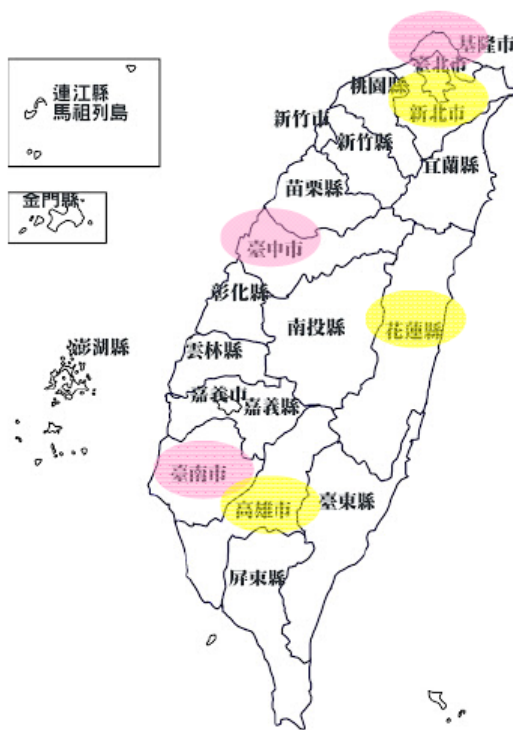 基隆市
臺北市
連江縣
馬祖列島
桃園縣
新北市
新竹市
新竹縣
宜蘭縣
苗栗縣
金門縣
臺中市
彰化縣
南投縣
花蓮縣
澎湖縣
雲林縣
嘉義市
嘉義縣
臺南市
高雄市
臺東縣
屏東縣